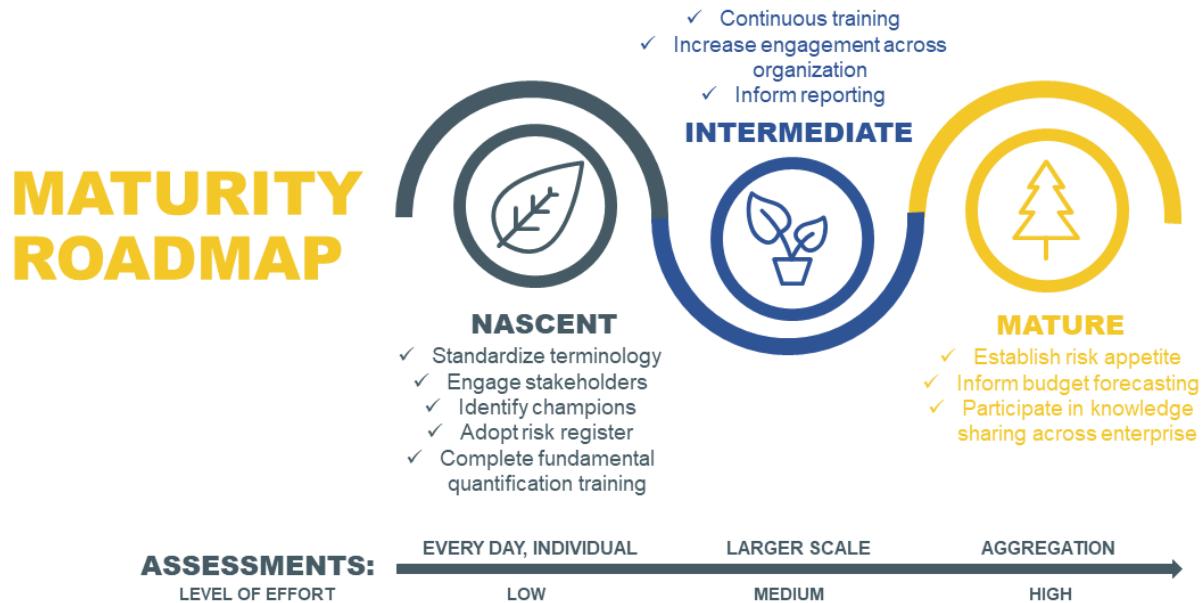 MATURITY
ROADMAP
NASCENT
✓ Standardize terminology
✓ Engage stakeholders
✓ Identify champions
✓ Adopt risk register
✓ Complete fundamental
quantification training
✓ Continuous training
✓ Increase engagement across
organization
✓ Inform reporting
INTERMEDIATE
MATURE
✓ Establish risk appetite
✓ Inform budget forecasting
✓ Participate in knowledge
sharing across enterprise
ASSESSMENTS:
EVERY DAY, INDIVIDUAL
LARGER SCALE
AGGREGATION
LEVEL OF EFFORT
LOW
MEDIUM
HIGH